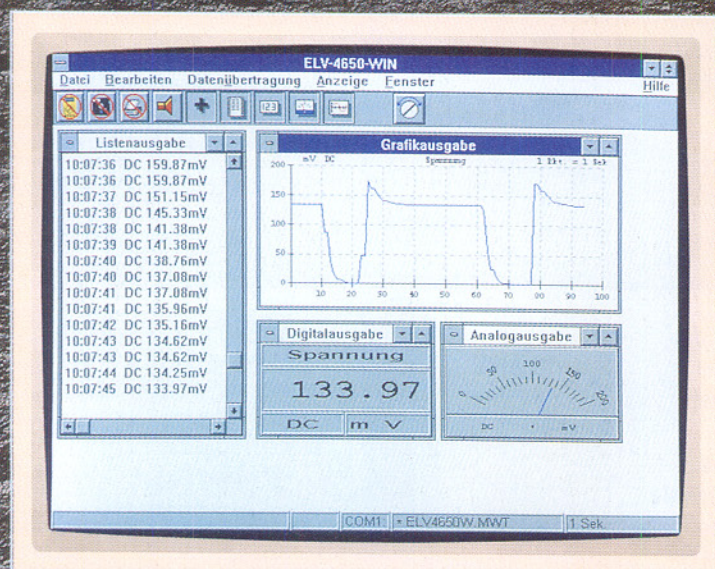 ELV-4650-WIN
Datei Bearbeiten Datenübertragung Anzeige Fenster Hilfe
123
Listenausgabe
10:07:36 DC 159.87mV
10:07:36 DC 159.87mV
10:07:37 DC 151.15mV
10:07:38 DC 145.33mV
10:07:38 DC 141.38mV
10:07:39 DC 141.38mV
10:07:40 DC 138.76mV
10:07:40 DC 137.08mV
10:07:41 DC 137.08mV
10:07:41 DC 135.96mV
10:07:42 DC 135.16mV
10:07:43 DC 134.62mV
10:07:43 DC 134.62mV
10:07:44 DC 134.25mV
10:07:45 DC 133.97mV
Grafikausgabe
mV DC Spannung 1 Skt. = 1 Sek
200
150
100
50
0
10 20 30 40 50 60 70 80 90 100
Digitalausgabe
Spannung
133.97
DC m V
Analogausgabe
0 50 100 150 200
DC mV
COM1: ELV4650W.MWT 1 Sek.